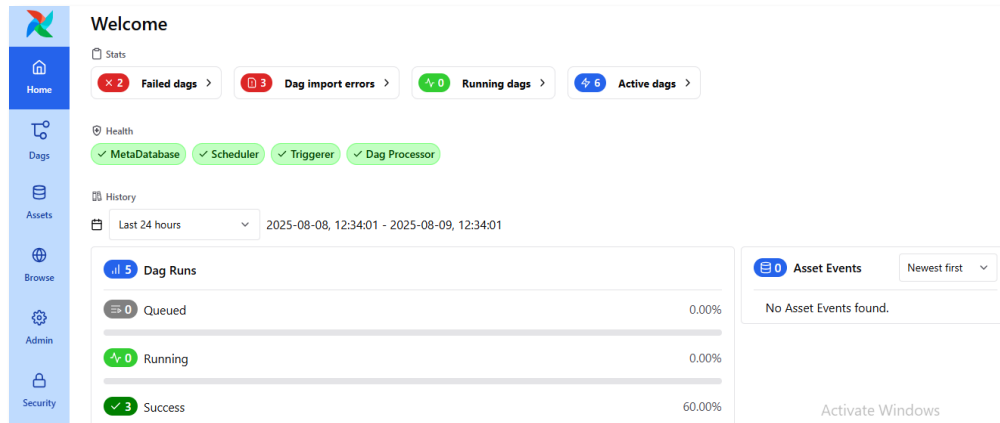 Welcome
Stats
2 Failed dags
3 Dag import errors
0 Running dags
6 Active dags
Home
Health
MetaDatabase
Scheduler
Triggerer
Dag Processor
Dags
History
Last 24 hours
2025-08-08, 12:34:01 - 2025-08-09, 12:34:01
Assets
5 Dag Runs
0 Asset Events
Newest first
Browse
0 Queued
0.00%
No Asset Events found.
Admin
0 Running
0.00%
Security
3 Success
60.00%
Activate Windows